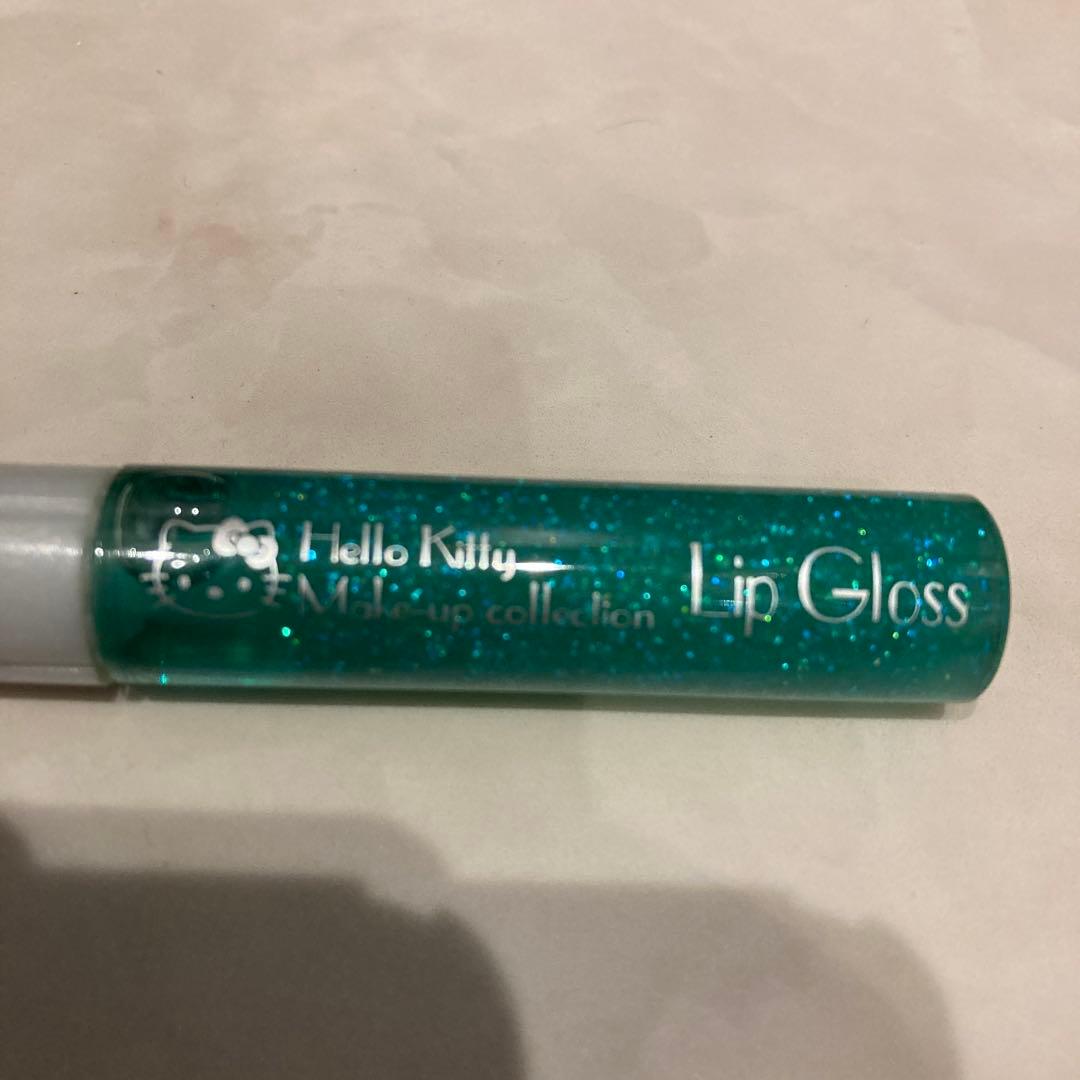 Hello Kitty
Make-up collection
Lip Gloss